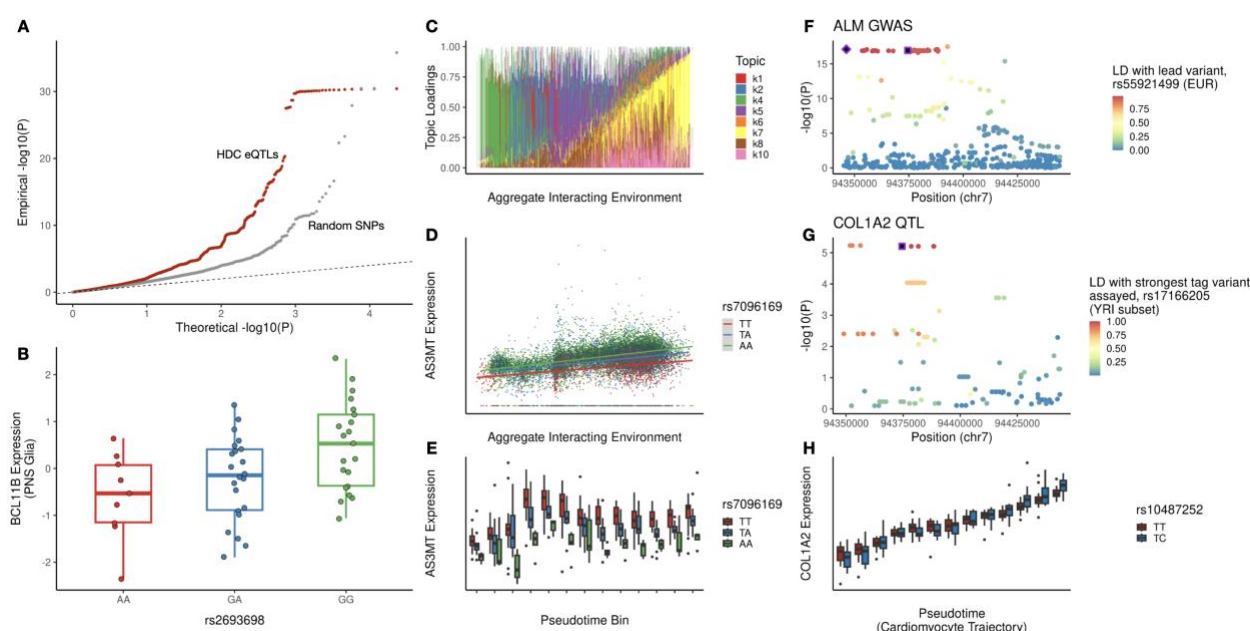 A
Empirical -log10(P)
30
20
10
0
HDC eQTLs
Random SNPs
0 1 2 3 4
Theoretical -log10(P)
B
BCL11B Expression
(PNS Glia)
2
1
0
-1
-2
AA GA GG
rs2693698
C
Topic Loadings
1.00
0.75
0.50
0.25
0.00
Aggregate Interacting Environment
Topic
k1
k2
k4
k5
k6
k7
k8
k10
D
AS3MT Expression
Aggregate Interacting Environment
rs7096169
TT
TA
AA
E
AS3MT Expression
Pseudotime Bin
rs7096169
TT
TA
AA
F ALM GWAS
-log10(P)
15
10
5
0
94350000 94375000 94400000 94425000
Position (chr7)
LD with lead variant,
rs55921499 (EUR)
0.75
0.50
0.25
0.00
G COL1A2 QTL
-log10(P)
5
4
3
2
1
0
94350000 94375000 94400000 94425000
Position (chr7)
LD with strongest tag variant
assayed, rs17166205
(YRI subset)
1.00
0.75
0.50
0.25
H
COL1A2 Expression
Pseudotime
(Cardiomyocyte Trajectory)
rs10487252
TT
TC